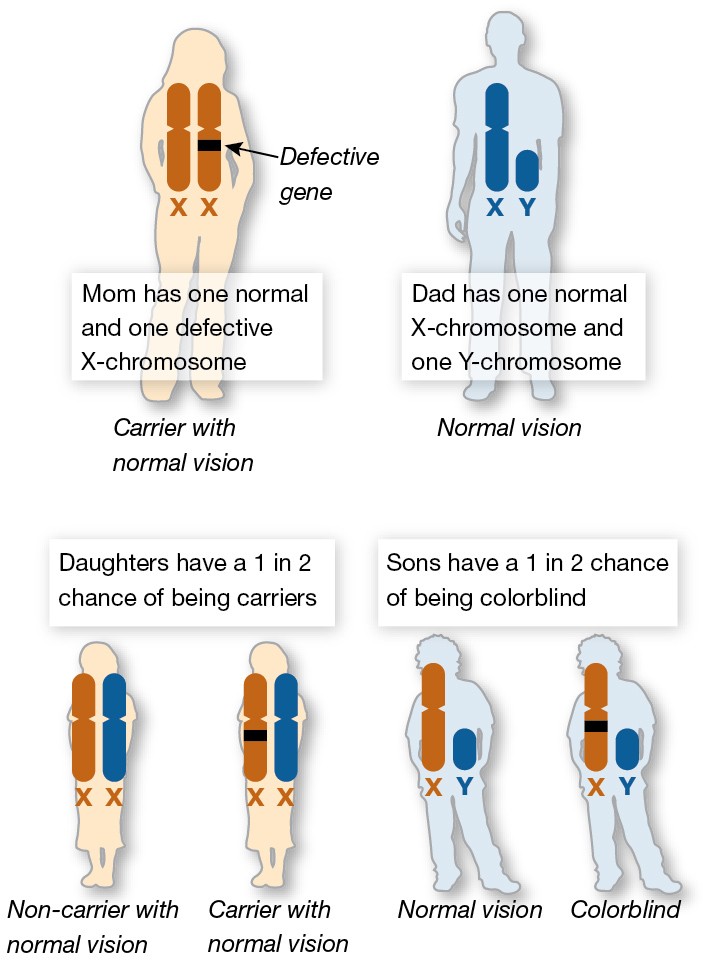 Defective
gene
X X
X Y
Mom has one normal
and one defective
X-chromosome
Dad has one normal
X-chromosome and
one Y-chromosome
Carrier with
normal vision
Normal vision
Daughters have a 1 in 2
chance of being carriers
Sons have a 1 in 2 chance
of being colorblind
X X
X X
X Y
X Y
Non-carrier with
normal vision
Carrier with
normal vision
Normal vision
Colorblind